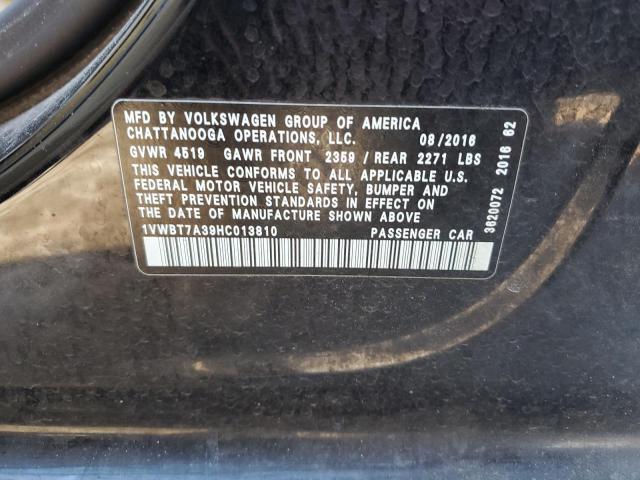 MFD BY VOLKSWAGEN GROUP OF AMERICA
CHATTANOOGA OPERATIONS, LLC. 08/2016
GVWR 4519 GAWR FRONT 2359 / REAR 2271 LBS
THIS VEHICLE CONFORMS TO ALL APPLICABLE U.S.
FEDERAL MOTOR VEHICLE SAFETY, BUMPER AND
THEFT PREVENTION STANDARDS IN EFFECT ON
THE DATE OF MANUFACTURE SHOWN ABOVE
1VWBT7A39HC013810 PASSENGER CAR
3620072 2016 62